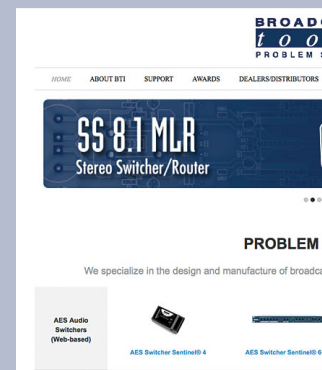 BROAD
t o o
PROBLEM
HOME ABOUT BTI SUPPORT AWARDS DEALERS/DISTRIBUTORS
SS 8.1 MLR
Stereo Switcher/Router
PROBLEM
We specialize in the design and manufacture of broadca
AES Audio
Switchers
(Web-based)
AES Switcher Sentinel® 4 AES Switcher Sentinel® 6